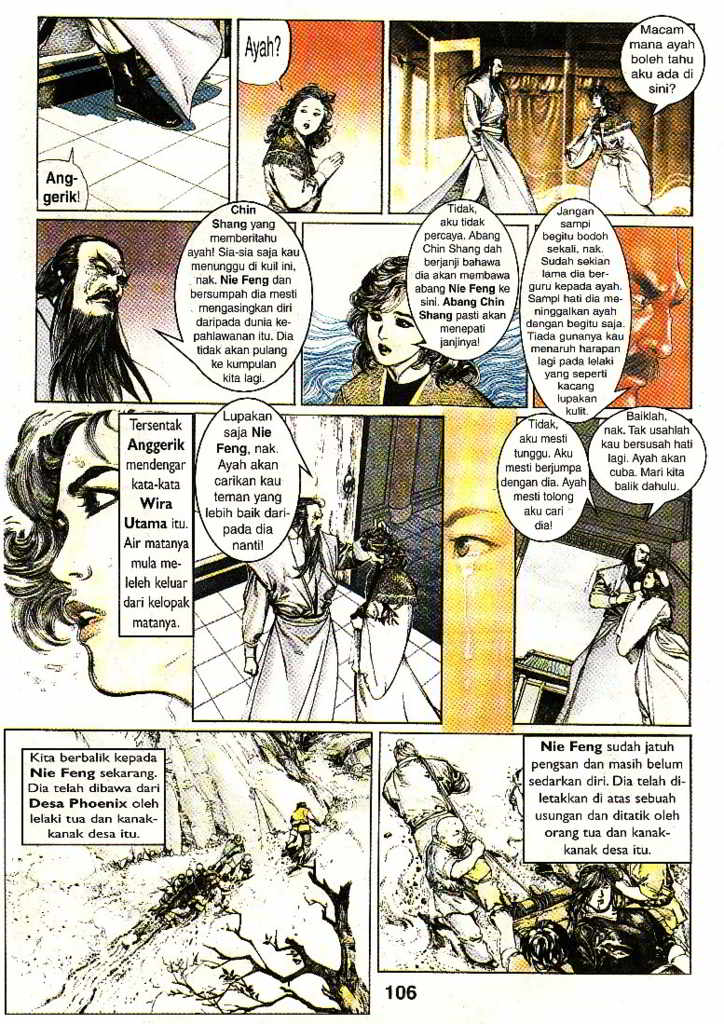 Ang-
gerik!
Ayah?
Macam
mana ayah
boleh tahu
aku ada di
sini?
Chin
Shang yang
memberitahu
ayah! Sia-sia saja kau
menunggu di kuil ini,
nak. Nie Feng dan
bersumpah dia mesti
mengasingkan diri
daripada dunia ke-
pahlawanan itu. Dia
tidak akan pulang
ke kumpulan
kita lagi.
Tidak,
aku tidak
percaya. Abang
Chin Shang dah
berjanji bahawa
dia akan membawa
abang Nie Feng ke
sini. Abang Chin
Shang pasti akan
menepati
janjinya!
Jangan
sampi
begitu bodoh
sekali, nak.
Sudah sekian
lama dia ber-
guru kepada ayah.
Sampi hati dia me-
ninggalkan ayah
dengan begitu saja.
Tiada gunanya kau
menaruh harapan
lagi pada lelaki
yang seperti
kacang
lupakan
kulit.
Tersentak
Anggerik
mendengar
kata-kata
Wira
Utama itu.
Air matanya
mula me-
leleh keluar
dari kelopak
matanya.
Lupakan
saja Nie
Feng, nak.
Ayah akan
carikan kau
teman yang
lebih baik dari-
pada dia
nanti!
Tidak,
aku mesti
tunggu. Aku
mesti berjumpa
dengan dia. Ayah
mesti tolong
aku cari
dia!
Baiklah,
nak. Tak usahlah
kau bersusah hati
lagi. Ayah akan
cuba. Mari kita
balik dahulu.
Kita berbalik kepada
Nie Feng sekarang.
Dia telah dibawa dari
Desa Phoenix oleh
lelaki tua dan kanak-
kanak desa itu.
Nie Feng sudah jatuh
pengsan dan masih belum
sedarkan diri. Dia telah di-
letakkan di atas sebuah
usungan dan ditatik oleh
orang tua dan kanak-
kanak desa itu.
106